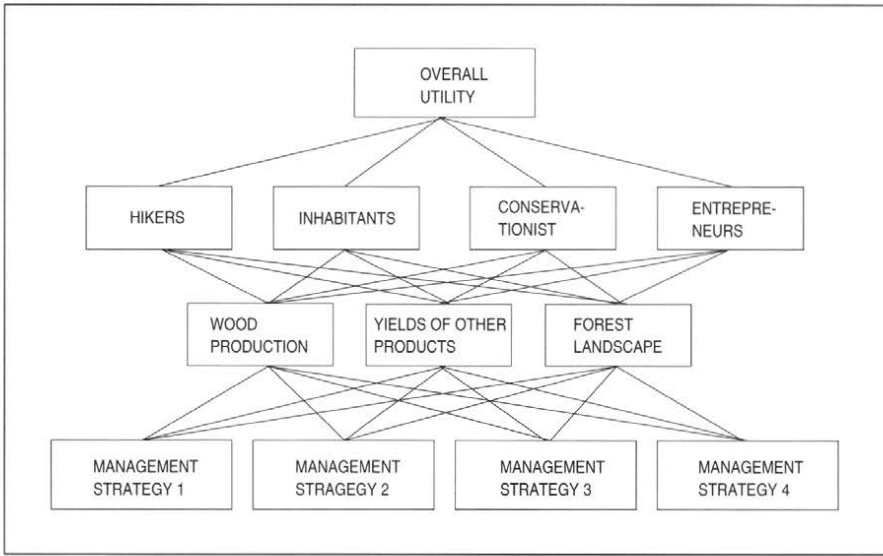 OVERALL
UTILITY
HIKERS
INHABITANTS
CONSERVA-
TIONIST
ENTREPRE-
NEURS
WOOD
PRODUCTION
YIELDS OF OTHER
PRODUCTS
FOREST
LANDSCAPE
MANAGEMENT
STRATEGY 1
MANAGEMENT
STRAGEGY 2
MANAGEMENT
STRATEGY 3
MANAGEMENT
STRATEGY 4